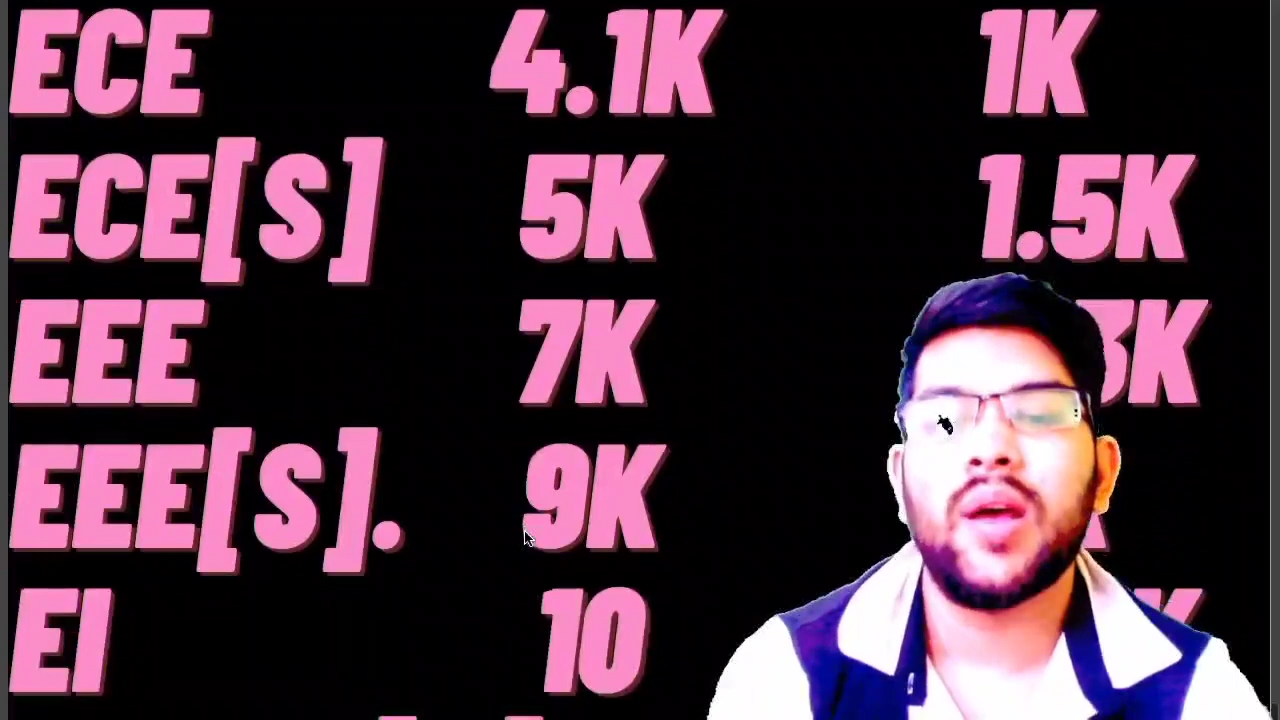 ECE 4.1K 1K
ECE[S] 5K 1.5K
EEE 7K
EEE[S]. 9K
EI 10